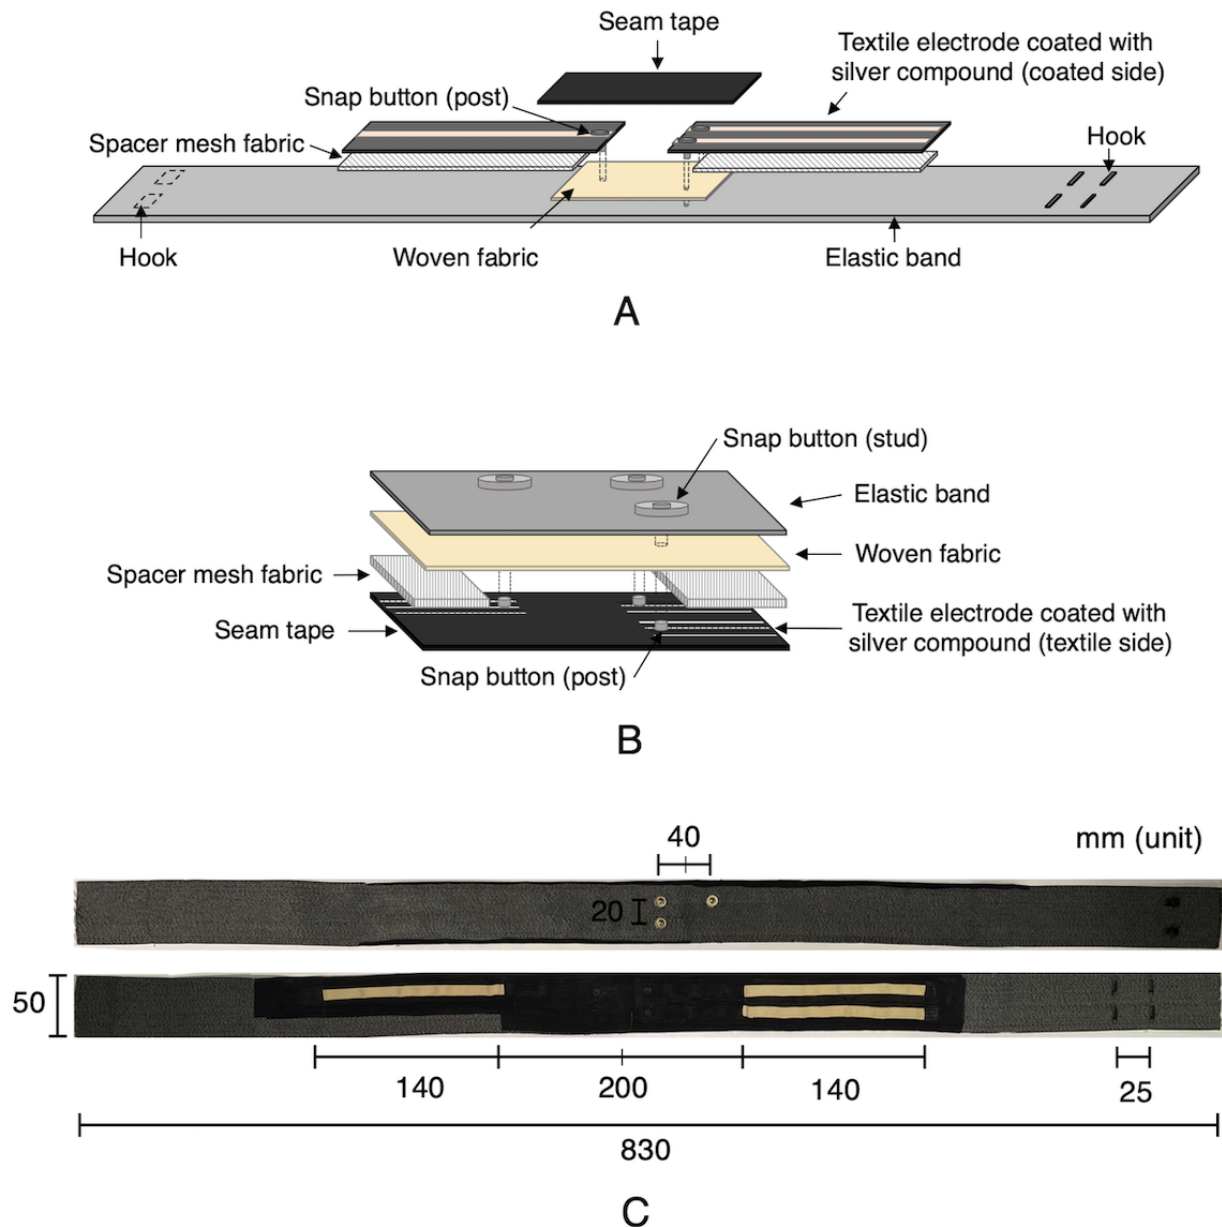 Seam tape
Textile electrode coated with
silver compound (coated side)
Snap button (post)
Spacer mesh fabric
Hook
Hook
Woven fabric
Elastic band
A
Snap button (stud)
Elastic band
Woven fabric
Spacer mesh fabric
Seam tape
Textile electrode coated with
silver compound (textile side)
Snap button (post)
B
40
mm (unit)
20
50
140
200
140
25
830
C